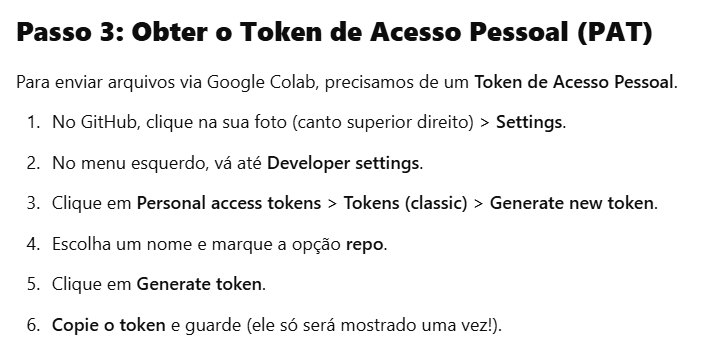 Passo 3: Obter o Token de Acesso Pessoal (PAT)
Para enviar arquivos via Google Colab, precisamos de um Token de Acesso Pessoal.
1. No GitHub, clique na sua foto (canto superior direito) > Settings.
2. No menu esquerdo, vá até Developer settings.
3. Clique em Personal access tokens > Tokens (classic) > Generate new token.
4. Escolha um nome e marque a opção repo.
5. Clique em Generate token.
6. Copie o token e guarde (ele só será mostrado uma vez!).